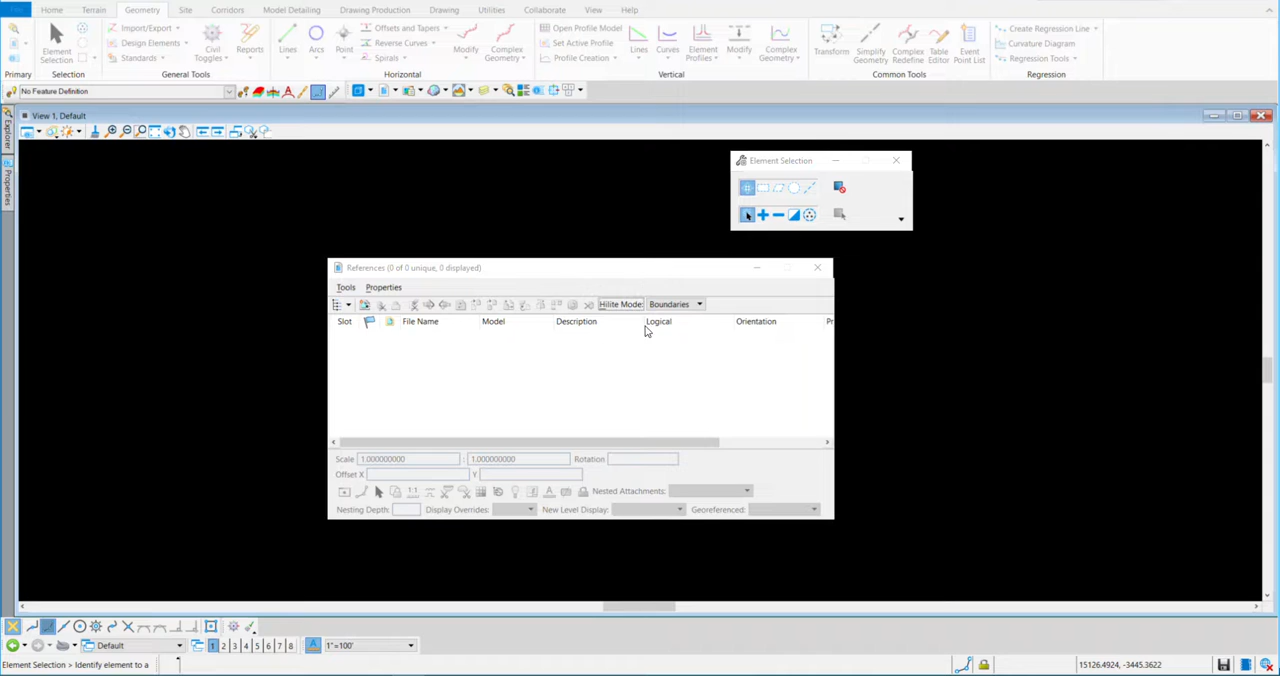 File Home Terrain Geometry Site Corridors Model Detailing Drawing Production Drawing Utilities Collaborate View Help
Import/Export
Design Elements
Standards
Element Selection
Civil Toggles
Reports
Lines
Arcs
Point
Offsets and Tapers
Reverse Curves
Spirals
Modify
Complex Geometry
Open Profile Model
Set Active Profile
Profile Creation
Lines
Curves
Element Profiles
Modify
Complex Geometry
Transform
Simplify Geometry
Complex Redefine
Table Editor
Event Point List
Create Regression Line
Curvature Diagram
Regression Tools
Primary Selection General Tools Horizontal Vertical Common Tools Regression
No Feature Definition
View 1, Default
Explorer
Properties
Element Selection
References (0 of 0 unique, 0 displayed)
Tools Properties
Hilite Mode: Boundaries
Slot File Name Model Description Logical Orientation Pr
Scale 1.000000000 : 1.000000000 Rotation
Offset X Y
1:1 Nested Attachments:
Nesting Depth: Display Overrides: New Level Display: Georeferenced:
Default 1 2 3 4 5 6 7 8 1"=100'
Element Selection > Identify element to a 15126.4924, -3445.3622